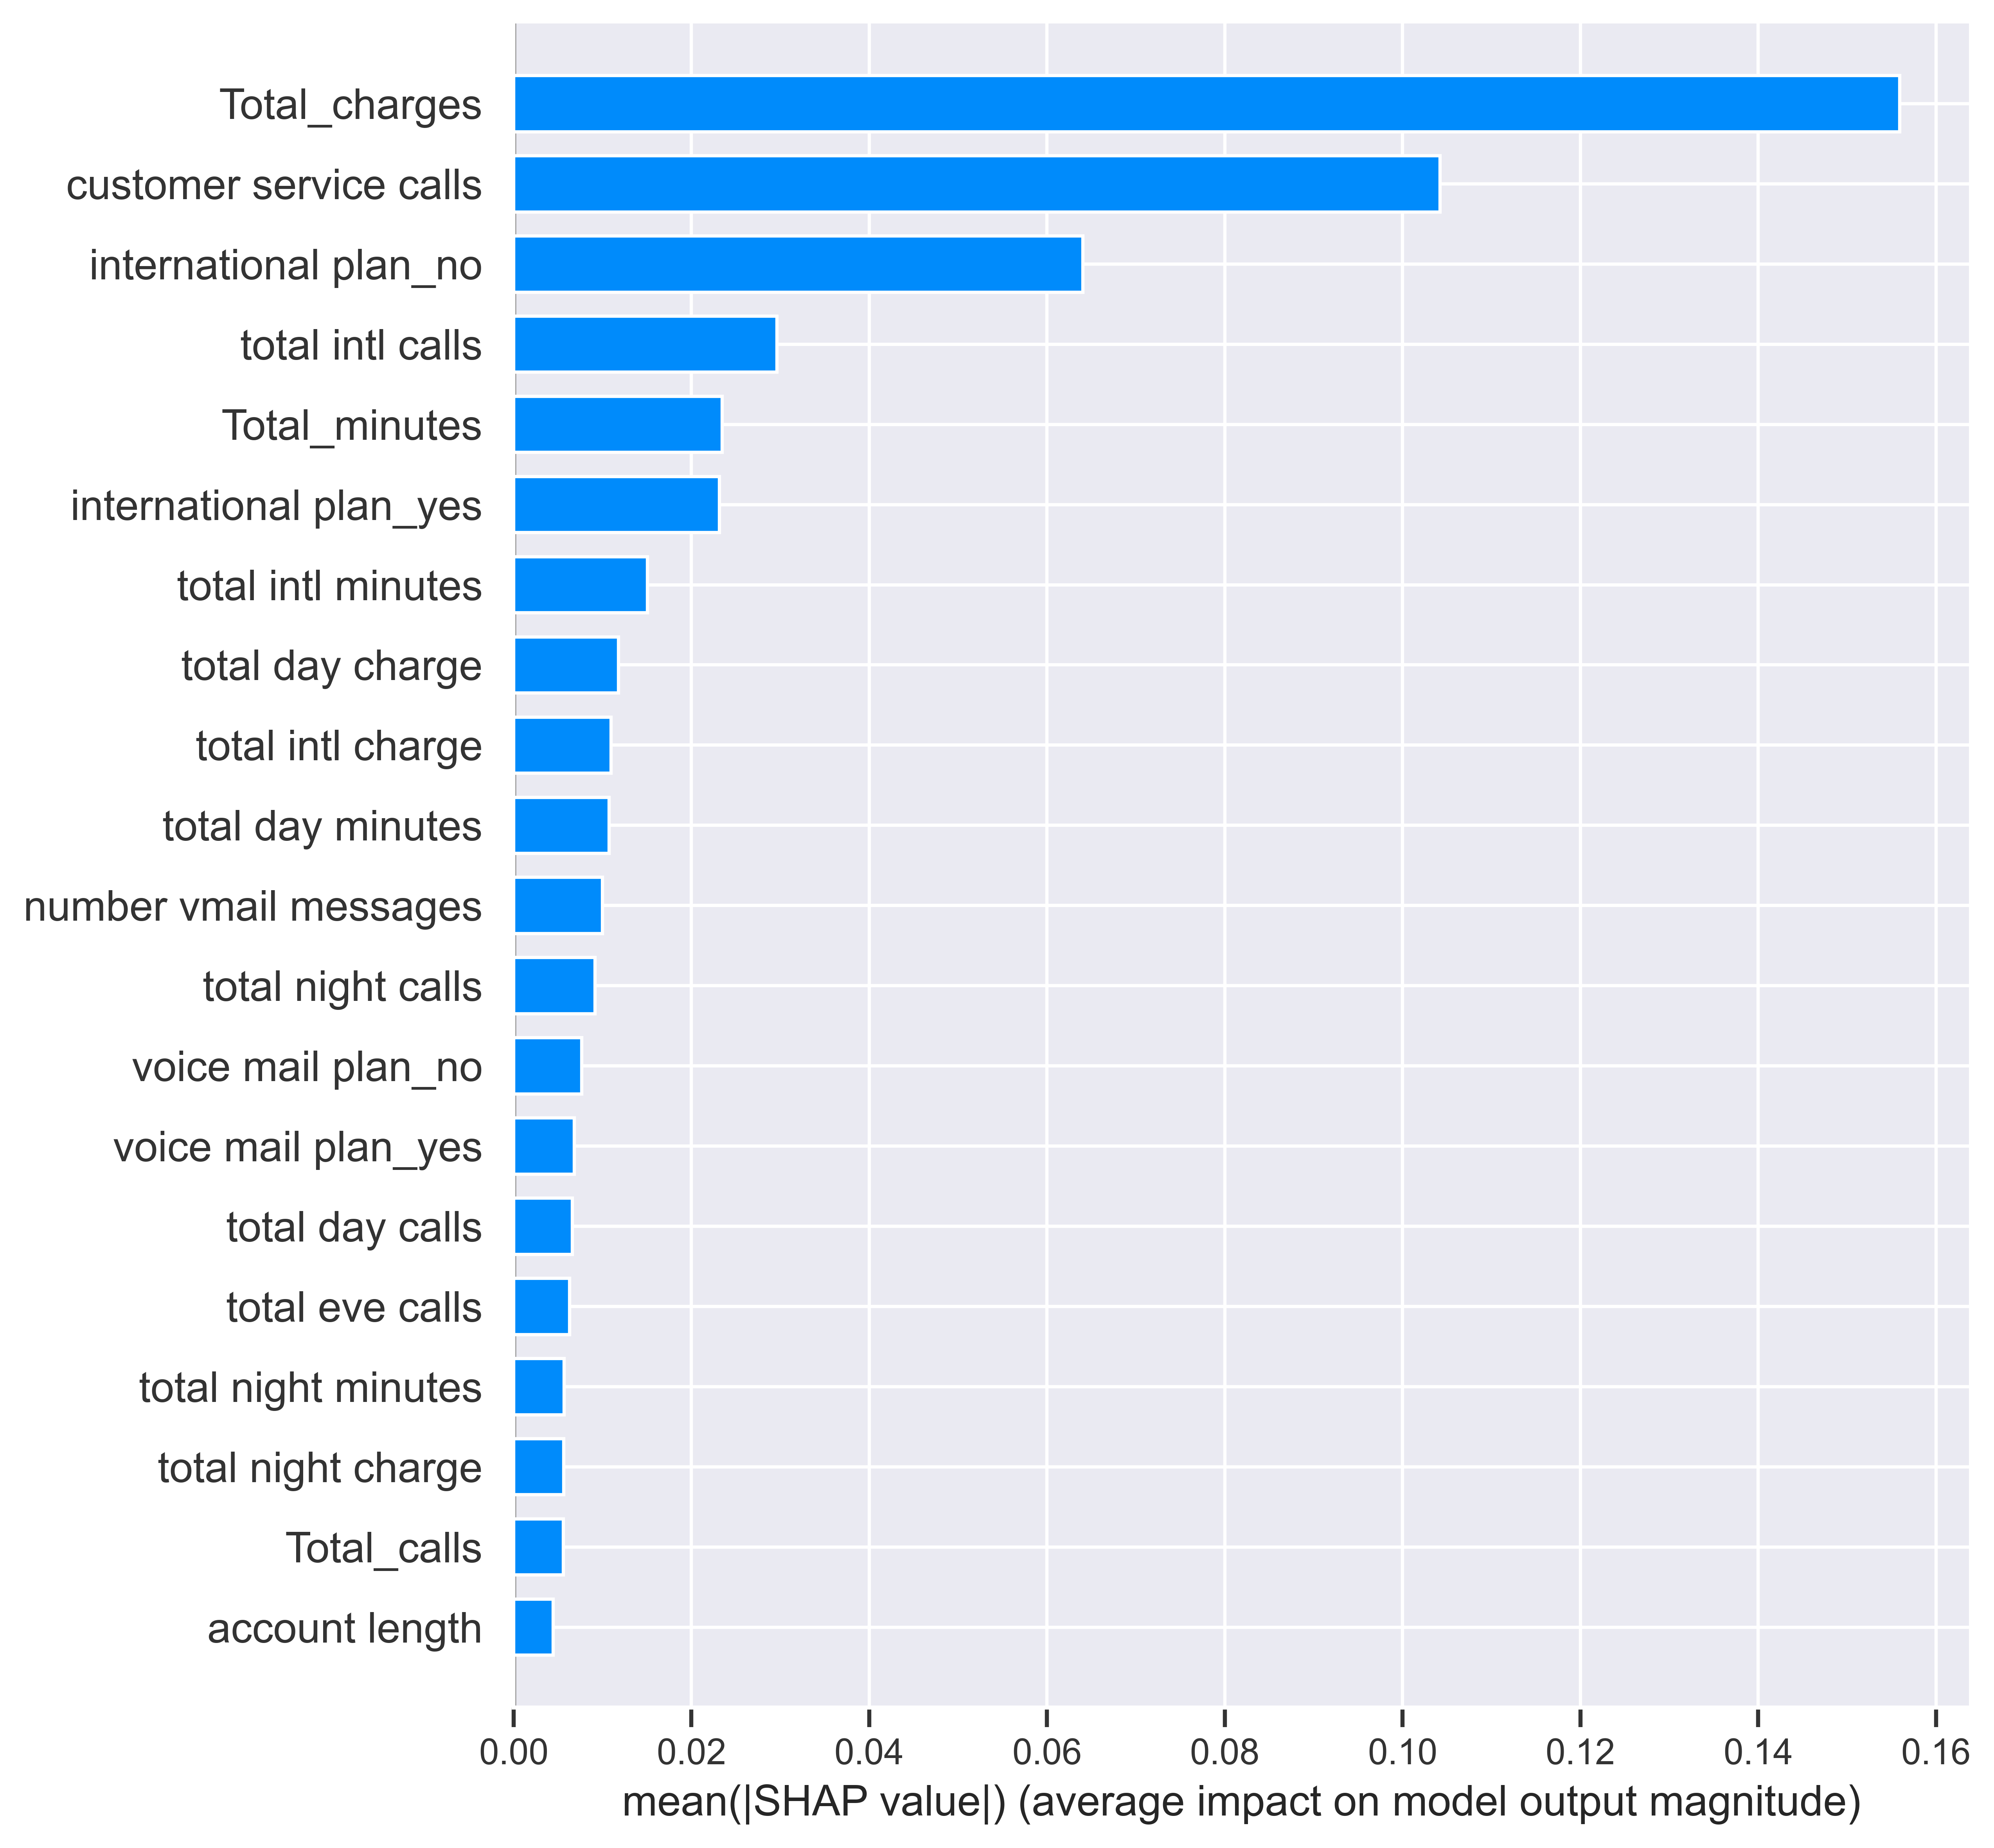 Total_charges
customer service calls
international plan_no
total intl calls
Total_minutes
international plan_yes
total intl minutes
total day charge
total intl charge
total day minutes
number vmail messages
total night calls
voice mail plan_no
voice mail plan_yes
total day calls
total eve calls
total night minutes
total night charge
Total_calls
account length
0.00 0.02 0.04 0.06 0.08 0.10 0.12 0.14 0.16
mean(|SHAP value|) (average impact on model output magnitude)